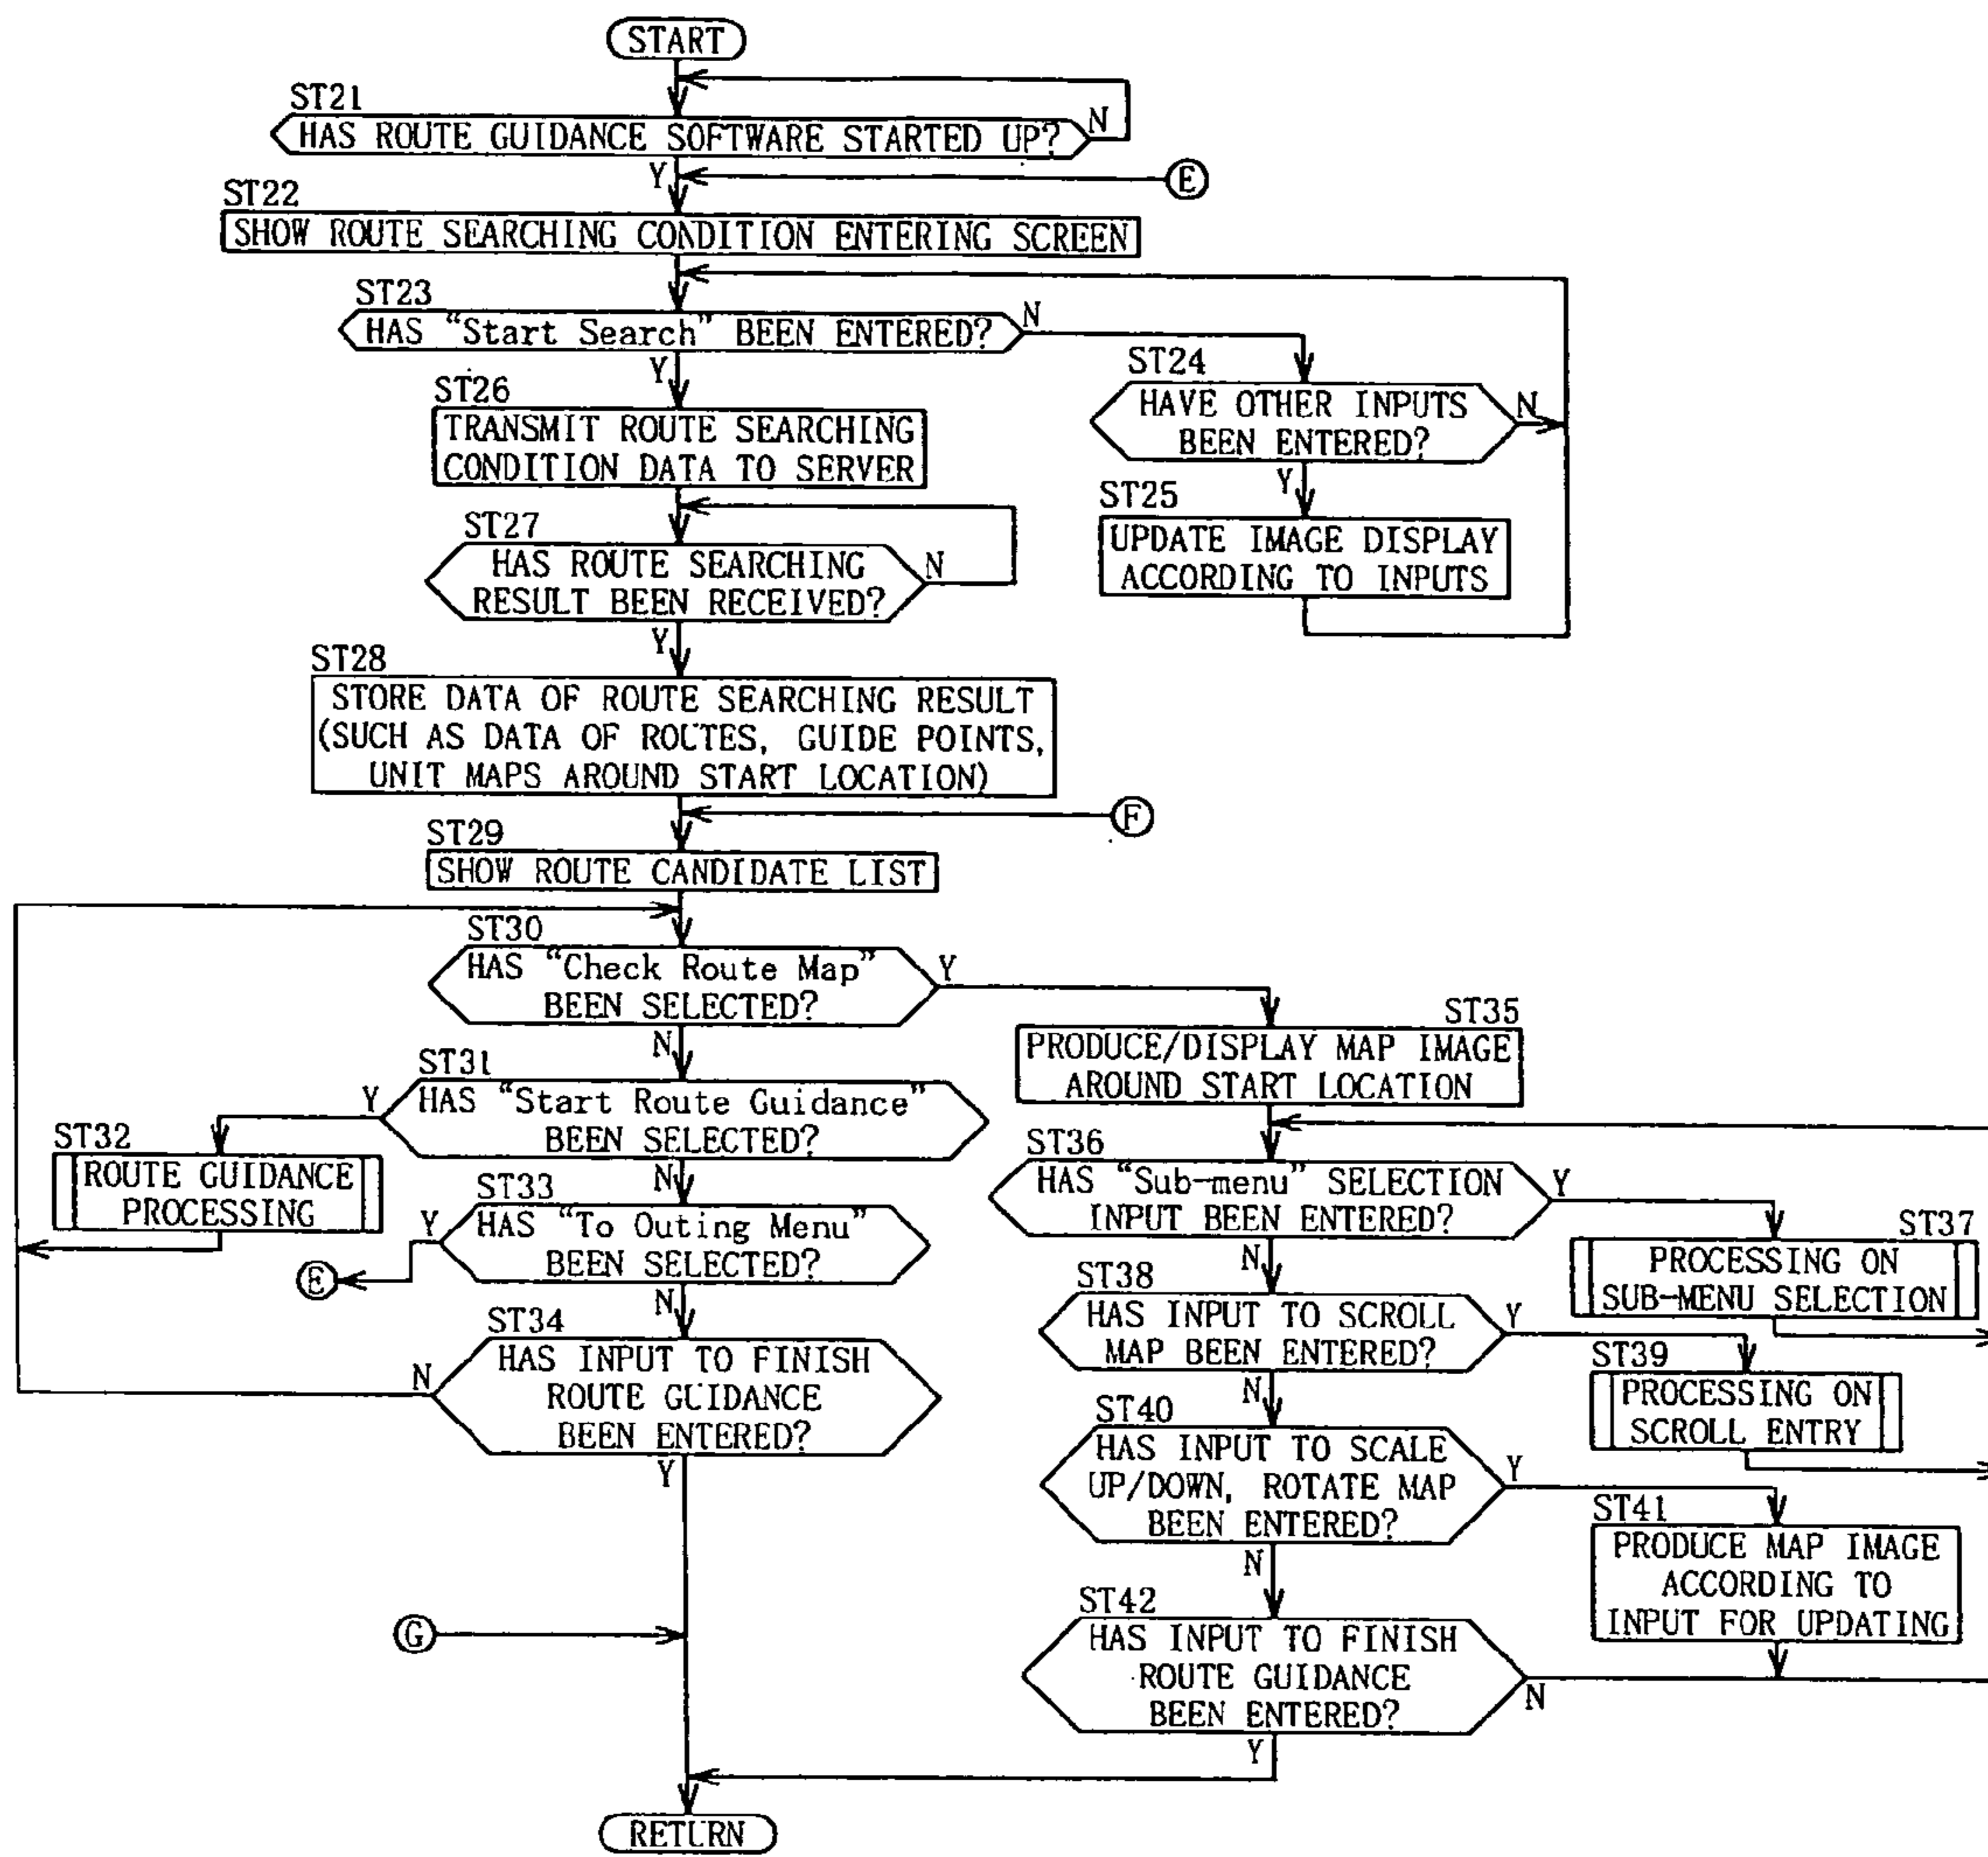 START
ST21
HAS ROUTE GUIDANCE SOFTWARE STARTED UP?
N
Y
E
ST22
SHOW ROUTE SEARCHING CONDITION ENTERING SCREEN
ST23
HAS “Start Search” BEEN ENTERED?
N
Y
ST24
HAVE OTHER INPUTS
BEEN ENTERED?
N
Y
ST25
UPDATE IMAGE DISPLAY
ACCORDING TO INPUTS
ST26
TRANSMIT ROUTE SEARCHING
CONDITION DATA TO SERVER
ST27
HAS ROUTE SEARCHING
RESULT BEEN RECEIVED?
N
Y
ST28
STORE DATA OF ROUTE SEARCHING RESULT
(SUCH AS DATA OF ROUTES, GUIDE POINTS,
UNIT MAPS AROUND START LOCATION)
F
ST29
SHOW ROUTE CANDIDATE LIST
ST30
HAS “Check Route Map”
BEEN SELECTED?
Y
N
ST31
HAS “Start Route Guidance”
BEEN SELECTED?
Y
N
ST32
ROUTE GUIDANCE
PROCESSING
ST33
HAS “To Outing Menu”
BEEN SELECTED?
Y
E
N
ST34
HAS INPUT TO FINISH
ROUTE GUIDANCE
BEEN ENTERED?
N
Y
G
ST35
PRODUCE/DISPLAY MAP IMAGE
AROUND START LOCATION
ST36
HAS “Sub-menu” SELECTION
INPUT BEEN ENTERED?
Y
N
ST37
PROCESSING ON
SUB-MENU SELECTION
ST38
HAS INPUT TO SCROLL
MAP BEEN ENTERED?
Y
N
ST39
PROCESSING ON
SCROLL ENTRY
ST40
HAS INPUT TO SCALE
UP/DOWN, ROTATE MAP
BEEN ENTERED?
Y
N
ST41
PRODUCE MAP IMAGE
ACCORDING TO
INPUT FOR UPDATING
ST42
HAS INPUT TO FINISH
ROUTE GUIDANCE
BEEN ENTERED?
N
Y
RETURN